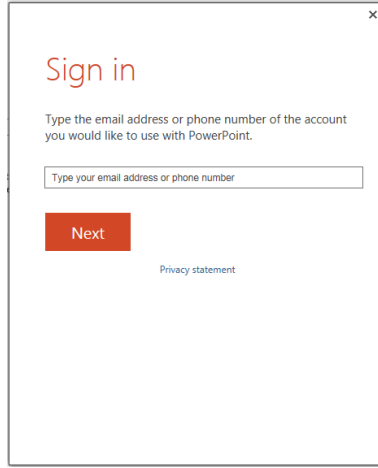 Sign in
Type the email address or phone number of the account
you would like to use with PowerPoint.
Type your email address or phone number
Next
Privacy statement